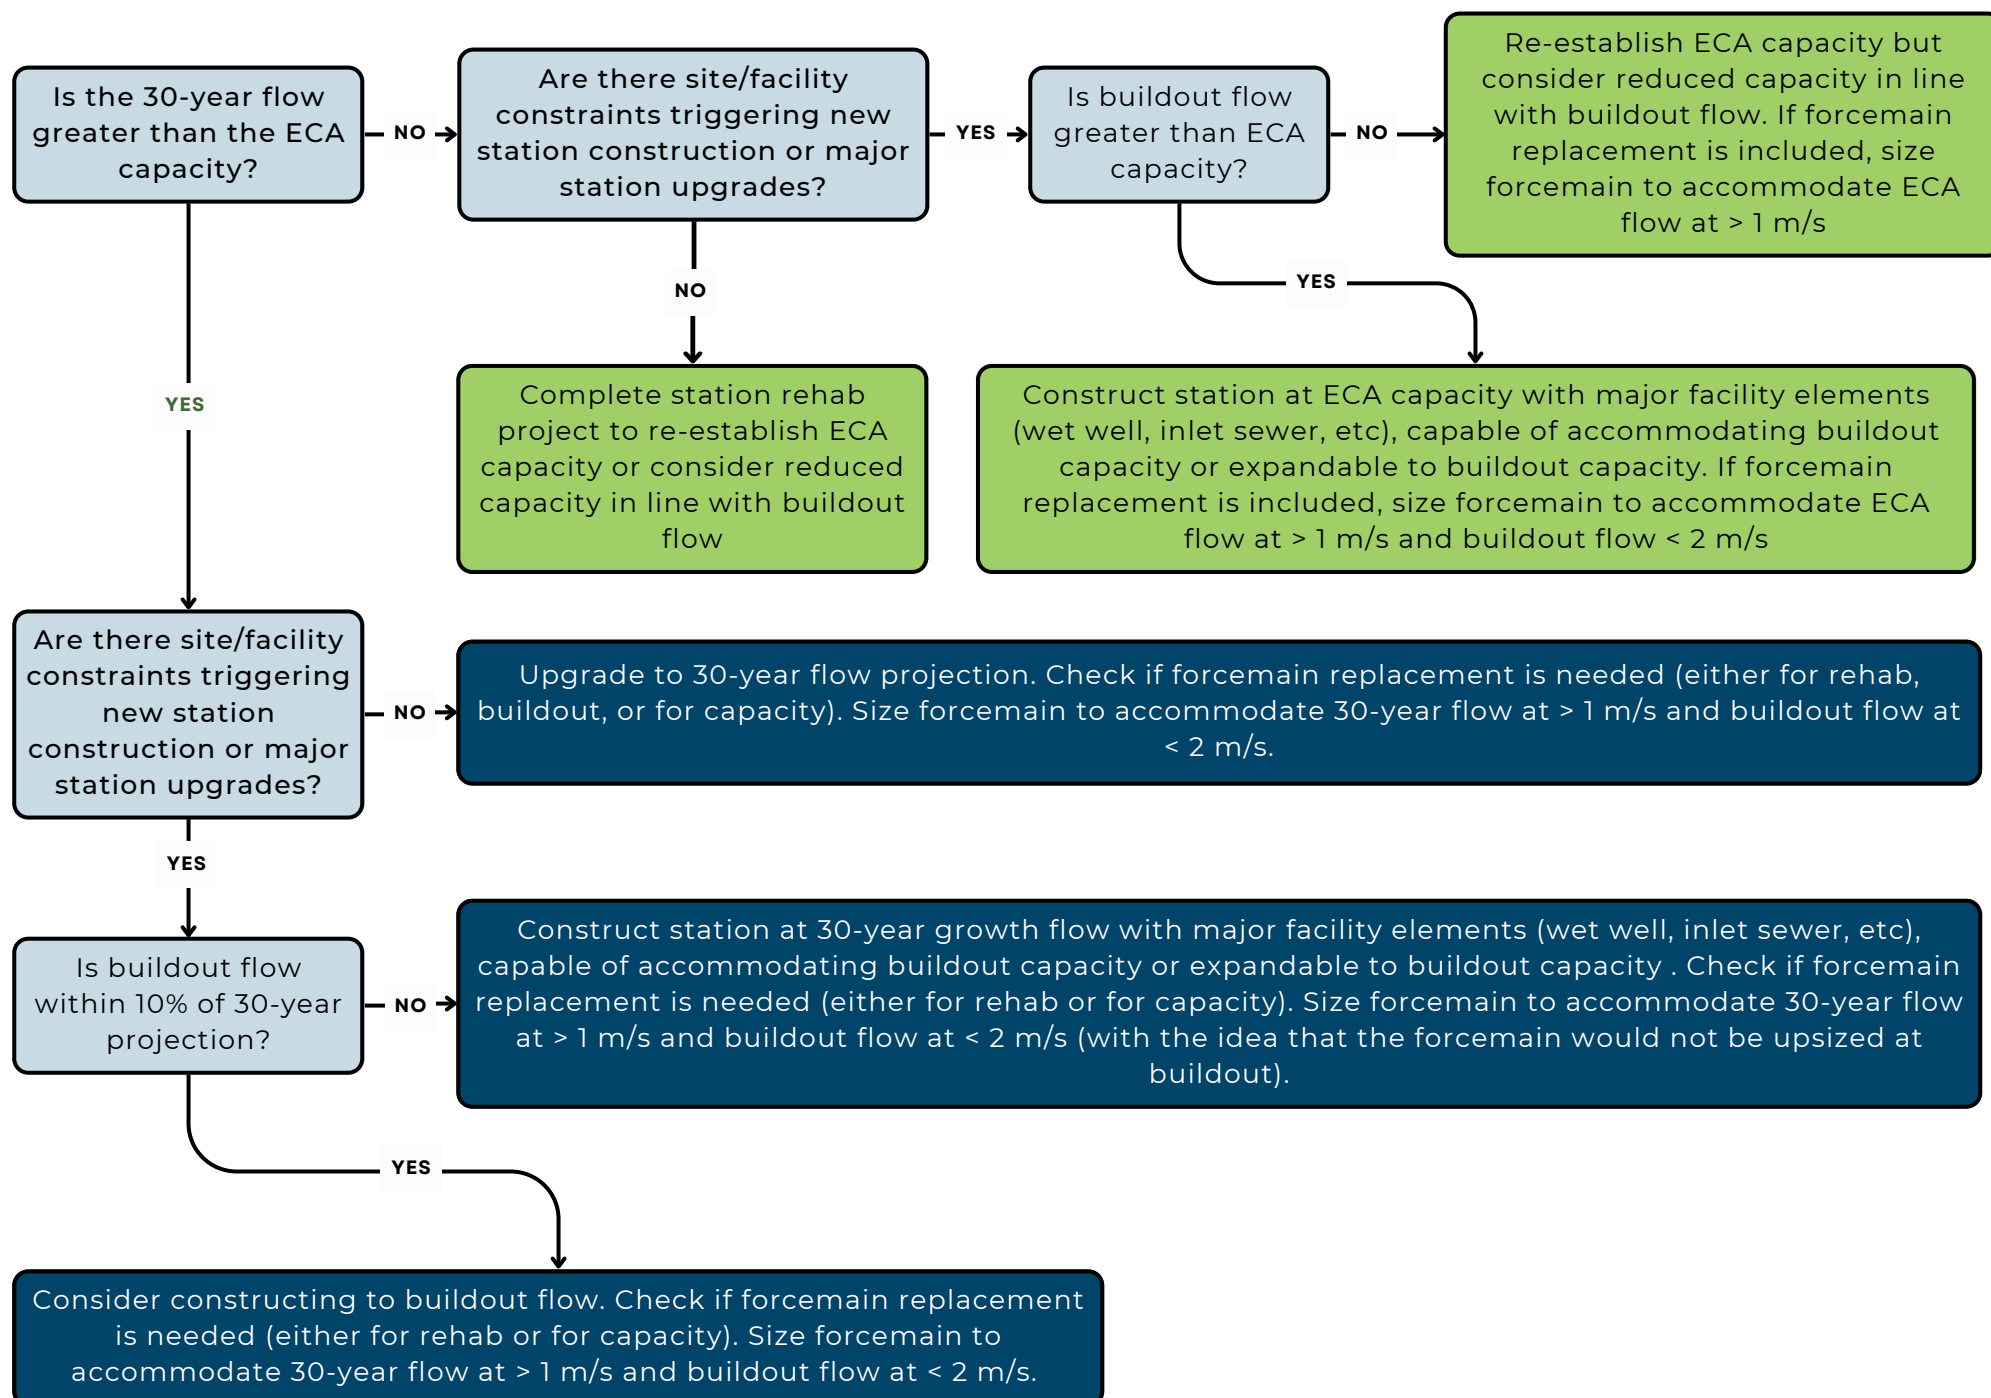 Is the 30-year flow
greater than the ECA
capacity?
NO
Are there site/facility
constraints triggering new
station construction or major
station upgrades?
YES
Is buildout flow
greater than ECA
capacity?
NO
Re-establish ECA capacity but
consider reduced capacity in line
with buildout flow. If forcemain
replacement is included, size
forcemain to accommodate ECA
flow at > 1 m/s
YES
NO
YES
Complete station rehab
project to re-establish ECA
capacity or consider reduced
capacity in line with buildout
flow
Construct station at ECA capacity with major facility elements
(wet well, inlet sewer, etc), capable of accommodating buildout
capacity or expandable to buildout capacity. If forcemain
replacement is included, size forcemain to accommodate ECA
flow at > 1 m/s and buildout flow < 2 m/s
Are there site/facility
constraints triggering
new station
construction or major
station upgrades?
NO
Upgrade to 30-year flow projection. Check if forcemain replacement is needed (either for rehab,
buildout, or for capacity). Size forcemain to accommodate 30-year flow at > 1 m/s and buildout flow at
< 2 m/s.
YES
Is buildout flow
within 10% of 30-year
projection?
NO
Construct station at 30-year growth flow with major facility elements (wet well, inlet sewer, etc),
capable of accommodating buildout capacity or expandable to buildout capacity . Check if forcemain
replacement is needed (either for rehab or for capacity). Size forcemain to accommodate 30-year flow
at > 1 m/s and buildout flow at < 2 m/s (with the idea that the forcemain would not be upsized at
buildout).
YES
Consider constructing to buildout flow. Check if forcemain replacement
is needed (either for rehab or for capacity). Size forcemain to
accommodate 30-year flow at > 1 m/s and buildout flow at < 2 m/s.